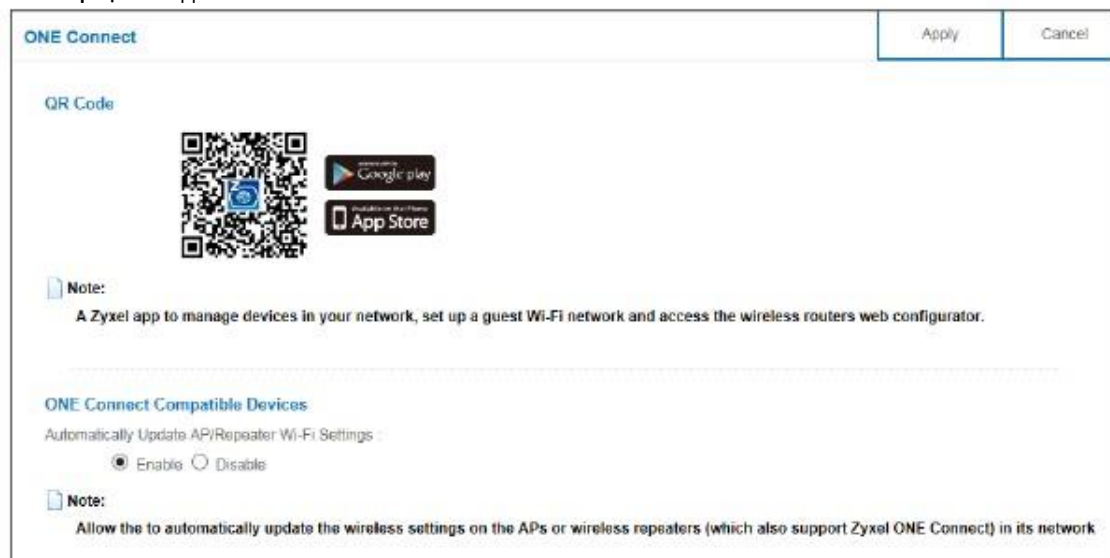 ONE Connect
Apply
Cancel
QR Code
Google play
App Store
Note:
A Zyxel app to manage devices in your network, set up a guest Wi-Fi network and access the wireless routers web configurator.
ONE Connect Compatible Devices
Automatically Update AP/Repeater Wi-Fi Settings :
Enable Disable
Note:
Allow the to automatically update the wireless settings on the APs or wireless repeaters (which also support Zyxel ONE Connect) in its network